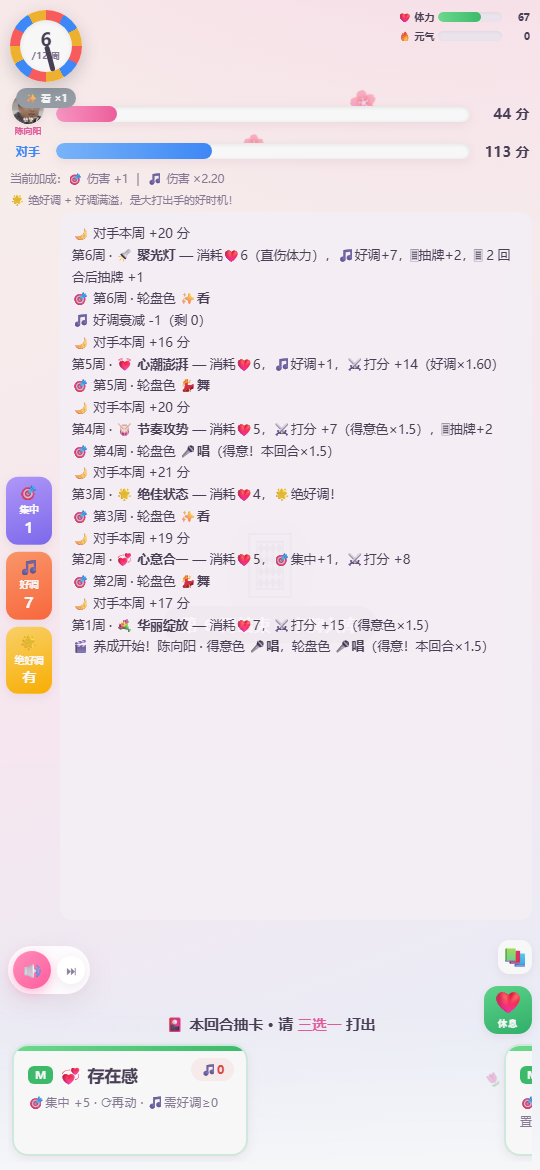 6
/12周
看 ×1
陈向阳
体力 67
元气 0
44 分
对手 113 分
当前加成: 伤害 +1 | 伤害 ×2.20
绝好调 + 好调满溢，是大打出手的好时机！
对手本周 +20 分
第6周 · 聚光灯 — 消耗❤️6（直伤体力），🎵好调+7，🂠抽牌+2，🂠 2 回
合后抽牌 +1
第6周 · 轮盘色 ✨看
好调衰减 -1（剩 0）
对手本周 +16 分
第5周 · 💓 心潮澎湃 — 消耗❤️6，🎵好调+1，⚔️打分 +14（好调×1.60）
第5周 · 轮盘色 💃舞
对手本周 +20 分
第4周 · 节奏攻势 — 消耗❤️5，⚔️打分 +7（得意色×1.5），🂠抽牌+2
第4周 · 轮盘色 🎤唱（得意！本回合×1.5）
对手本周 +21 分
第3周 · 🌟 绝佳状态 — 消耗❤️4，🌟绝好调！
第3周 · 轮盘色 ✨看
对手本周 +19 分
第2周 · 💞 心意合一 — 消耗❤️5，🎯集中+1，⚔️打分 +8
第2周 · 轮盘色 💃舞
对手本周 +17 分
第1周 · 💐 华丽绽放 — 消耗❤️7，⚔️打分 +15（得意色×1.5）
养成开始！陈向阳 · 得意色 🎤唱，轮盘色 🎤唱（得意！本回合×1.5）
集中
1
好调
7
绝好调
有
休息
本回合抽卡 • 请 三选一 打出
M 💞 存在感 🎵0
🎯集中 +5 · ⟳再动 · 🎵需好调≥0
置